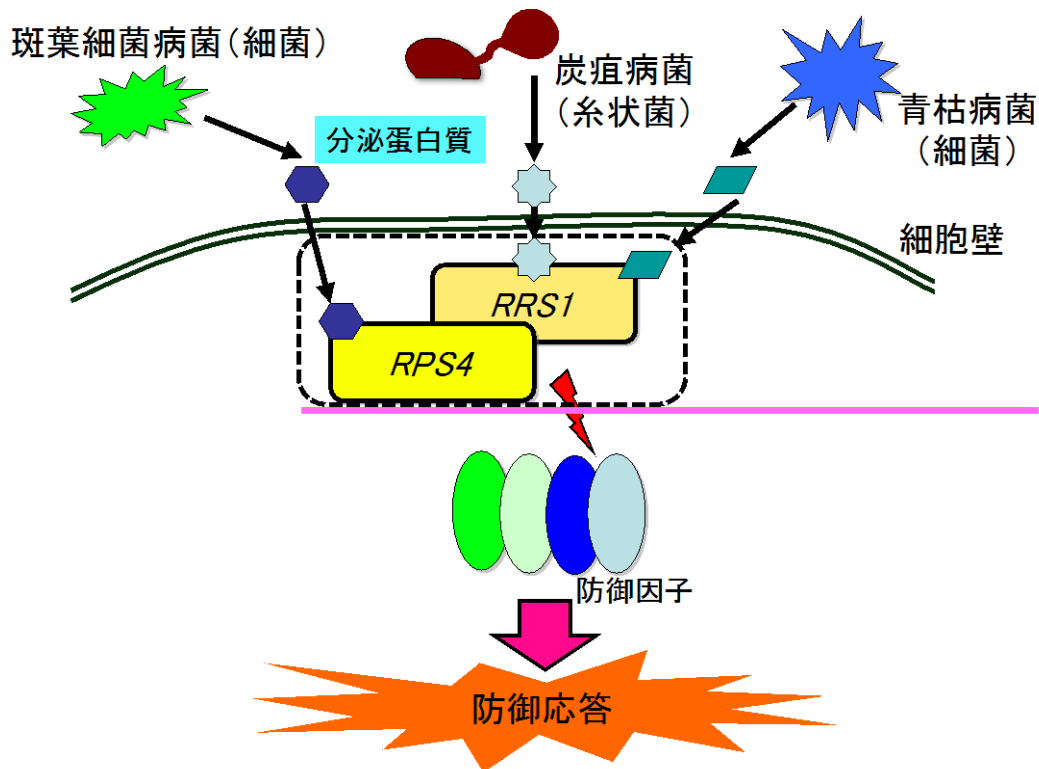 斑葉細菌病菌(細菌)
炭疽病菌
(糸状菌)
青枯病菌
(細菌)
分泌蛋白質
細胞壁
RRS1
RPS4
防御因子
防御応答